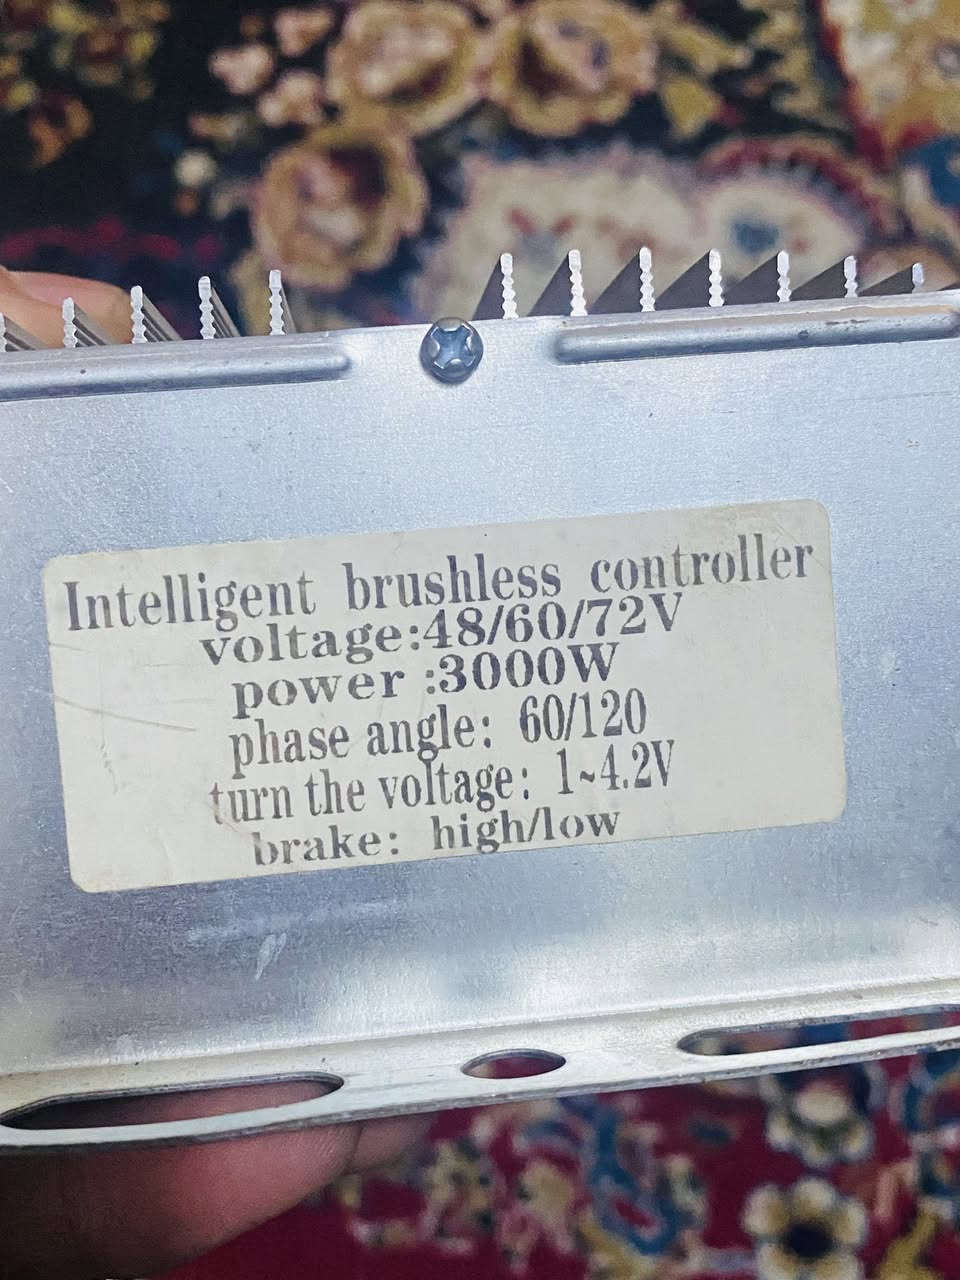 Intelligent brushless controller
voltage:48/60/72V
power :3000W
phase angle: 60/120
turn the voltage: 1~4.2V
brake: high/low